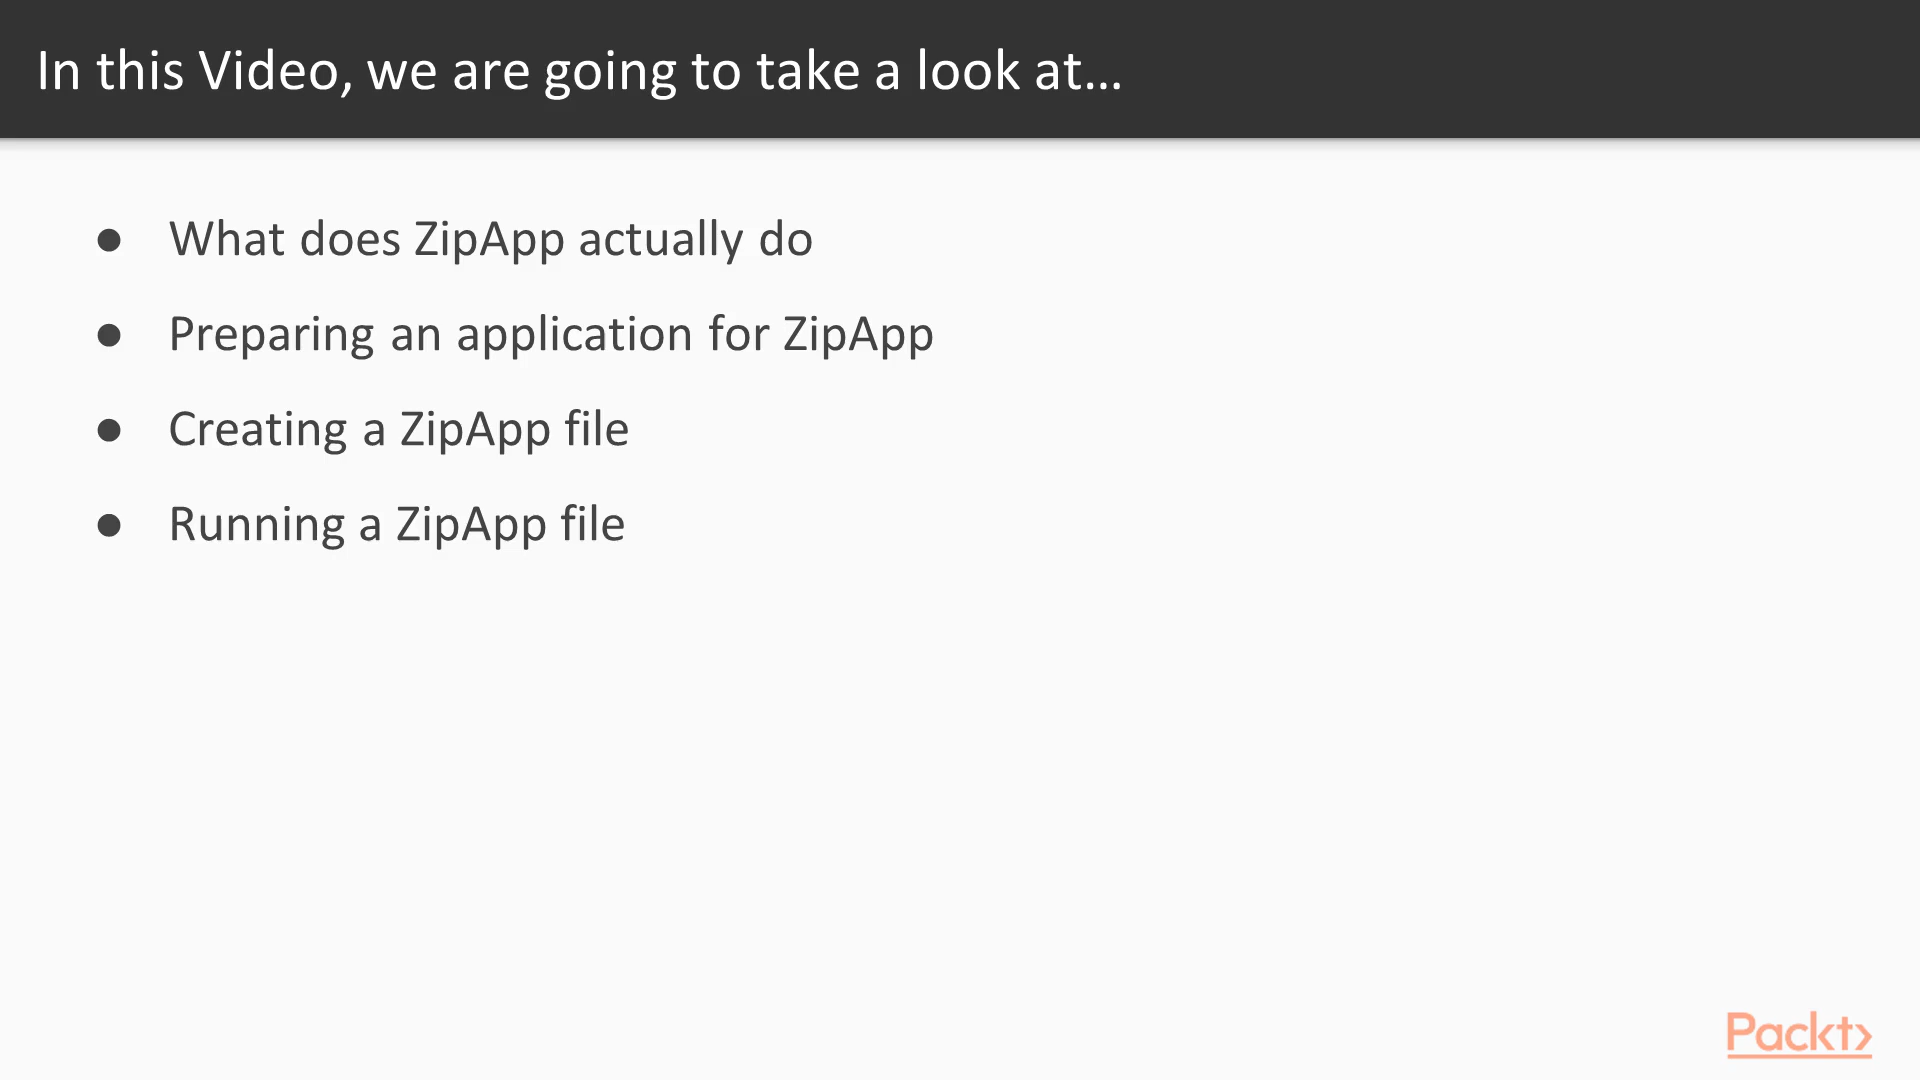 In this Video, we are going to take a look at...
● What does ZipApp actually do
● Preparing an application for ZipApp
● Creating a ZipApp file
● Running a ZipApp file
Packt>